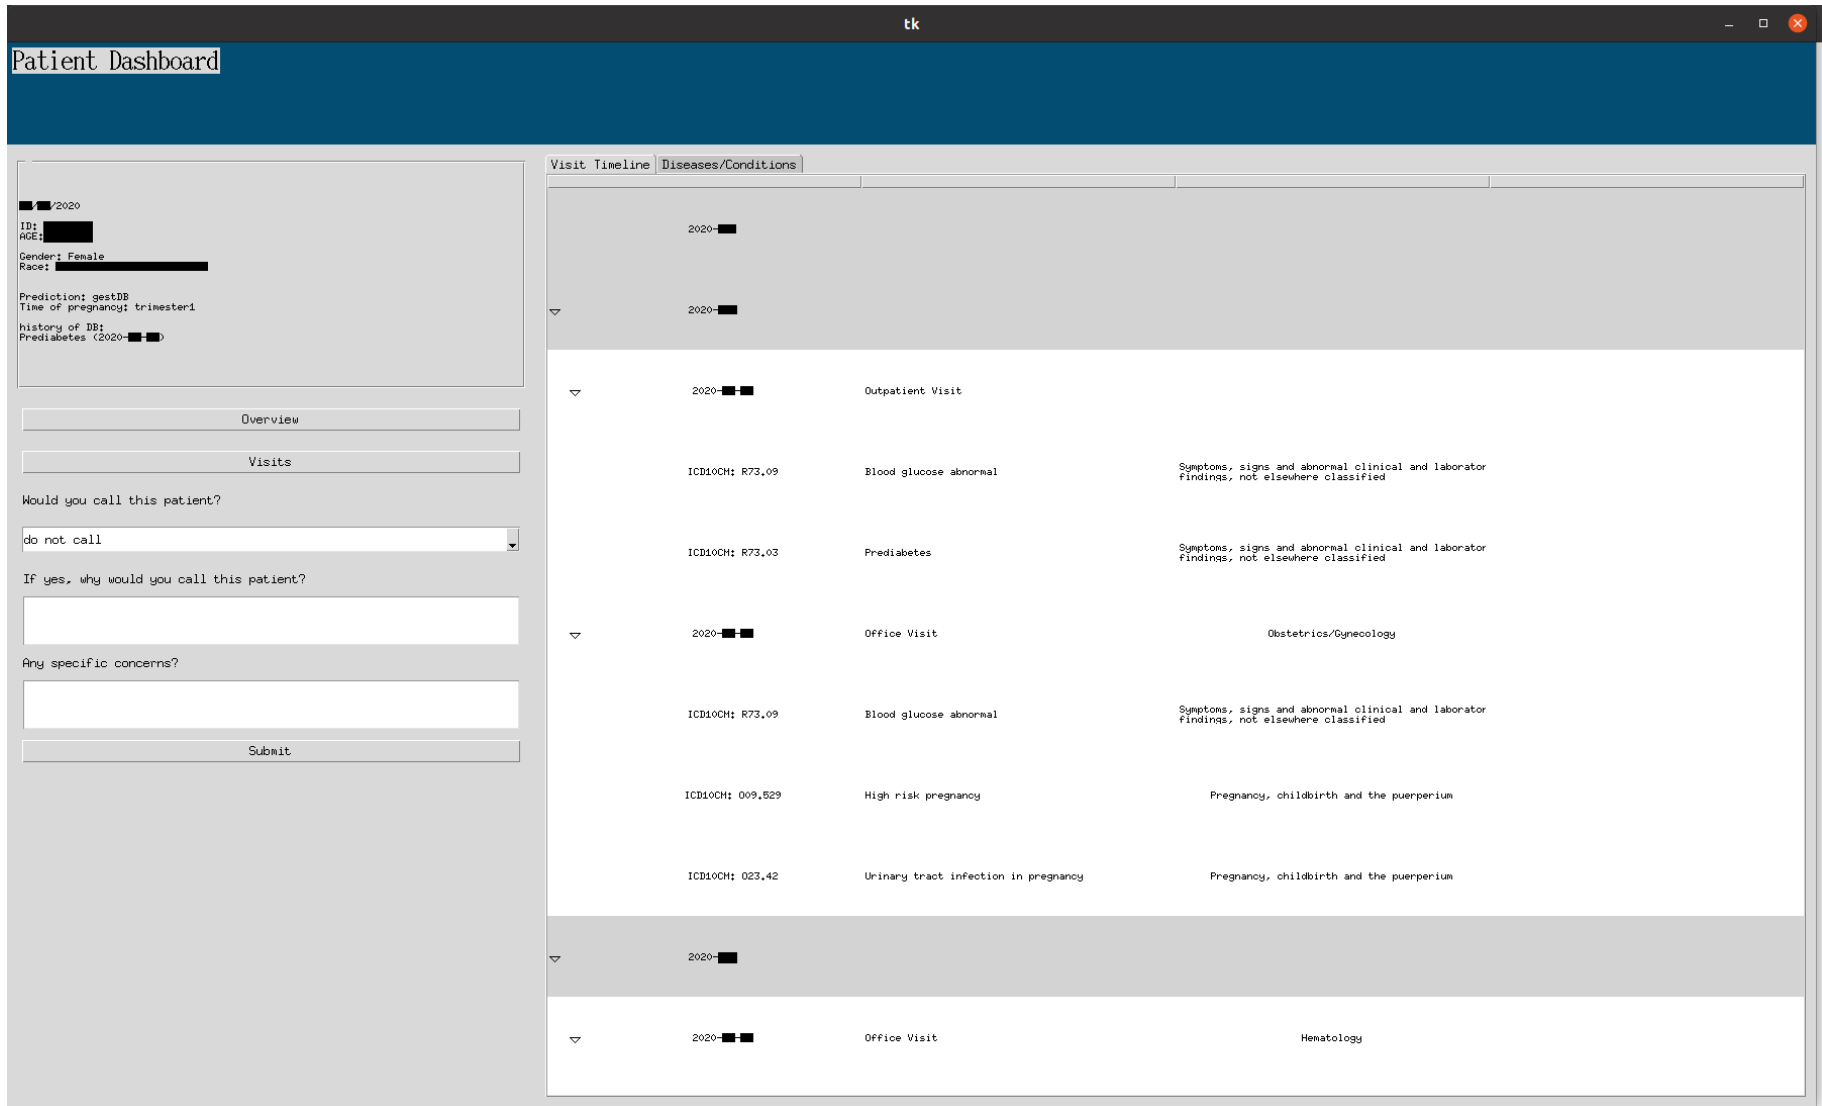 tk
Patient Dashboard
/2020
ID:
AGE:
Gender: Female
Race:
Prediction: gestDB
Time of pregnancy: trimester1
history of DB:
Prediabetes (2020- - )
Overview
Visits
Would you call this patient?
do not call
If yes, why would you call this patient?
Any specific concerns?
Submit
Visit Timeline Diseases/Conditions
2020-
2020-
2020- - Outpatient Visit
ICD10CM: R73.09 Blood glucose abnormal Symptoms, signs and abnormal clinical and laborator
findings, not elsewhere classified
ICD10CM: R73.03 Prediabetes Symptoms, signs and abnormal clinical and laborator
findings, not elsewhere classified
2020- - Office Visit Obstetrics/Gynecology
ICD10CM: R73.09 Blood glucose abnormal Symptoms, signs and abnormal clinical and laborator
findings, not elsewhere classified
ICD10CM: O09.529 High risk pregnancy Pregnancy, childbirth and the puerperium
ICD10CM: O23.42 Urinary tract infection in pregnancy Pregnancy, childbirth and the puerperium
2020-
2020- - Office Visit Hematology